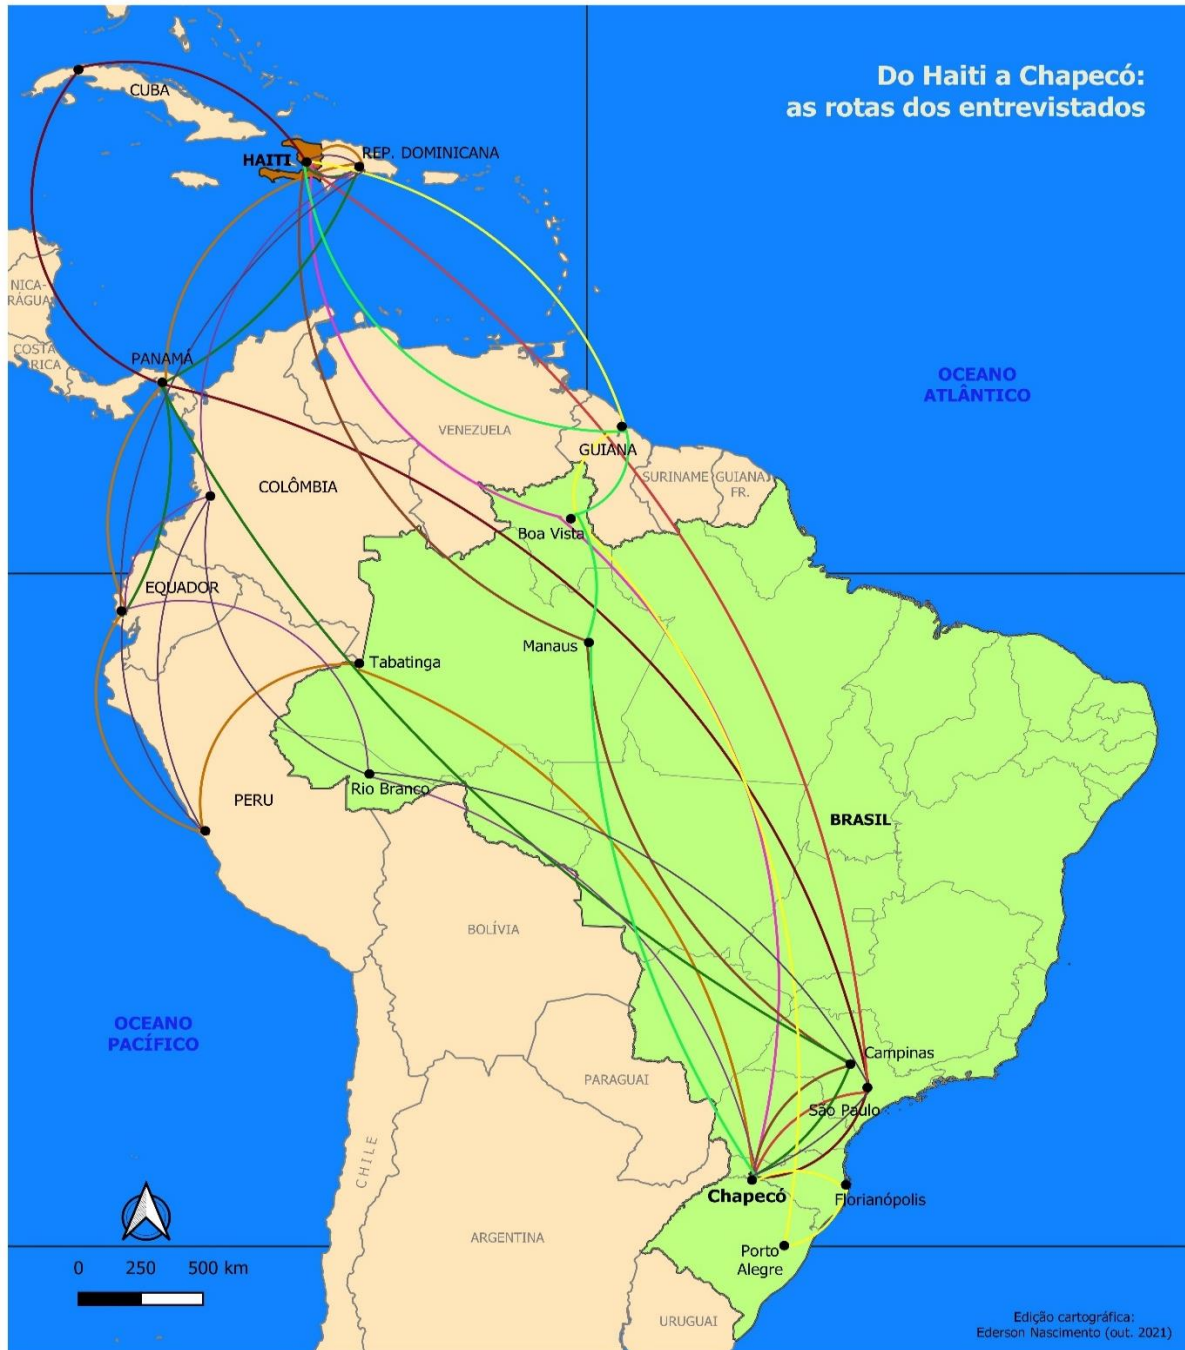 Do Haiti a Chapecó:
as rotas dos entrevistados
CUBA
HAITI
REP. DOMINICANA
NICA-
RÁGUA
COSTA
RICA
PANAMÁ
OCEANO
ATLÂNTICO
VENEZUELA
GUIANA
SURINAME
GUIANA
FR.
COLÔMBIA
Boa Vista
EQUADOR
Manaus
Tabatinga
Rio Branco
PERU
BRASIL
BOLÍVIA
OCEANO
PACÍFICO
Campinas
PARAGUAI
São Paulo
CHILE
Chapecó
Florianópolis
ARGENTINA
Porto
Alegre
0 250 500 km
URUGUAI
Edição cartográfica:
Ederson Nascimento (out. 2021)